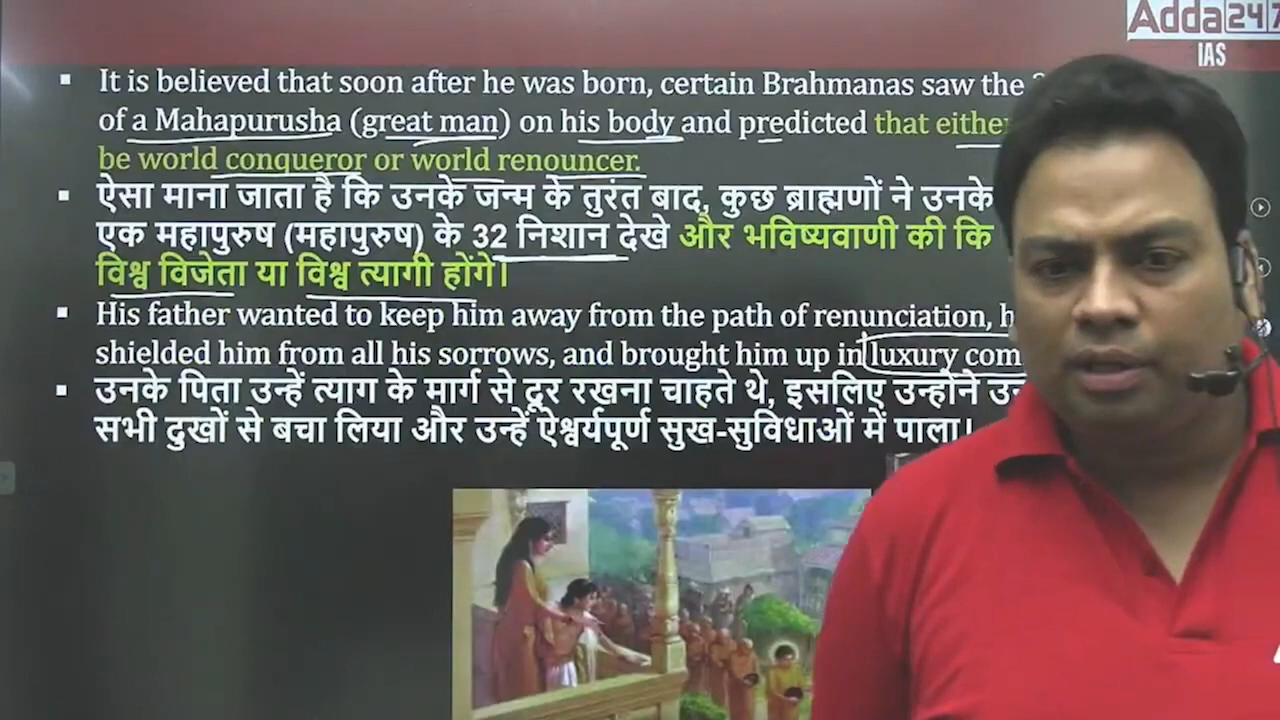 Adda247
IAS
It is believed that soon after he was born, certain Brahmanas saw the
of a Mahapurusha (great man) on his body and predicted that either
be world conqueror or world renouncer.
ऐसा माना जाता है कि उनके जन्म के तुरंत बाद, कुछ ब्राह्मणों ने उनके
एक महापुरुष (महापुरुष) के 32 निशान देखे और भविष्यवाणी की कि
विश्व विजेता या विश्व त्यागी होंगे।
His father wanted to keep him away from the path of renunciation,
shielded him from all his sorrows, and brought him up in luxury
उनके पिता उन्हें त्याग के मार्ग से दूर रखना चाहते थे, इसलिए उन्होंने
सभी दुखों से बचा लिया और उन्हें ऐश्वर्यपूर्ण सुख-सुविधाओं में पाला।